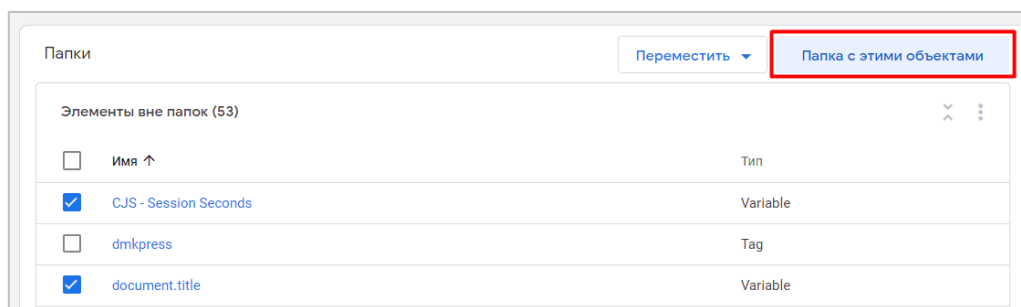 Папки
Переместить
Папка с этими объектами
Элементы вне папок (53)
Имя ↑ Тип
CJS - Session Seconds Variable
dmkpress Tag
document.title Variable